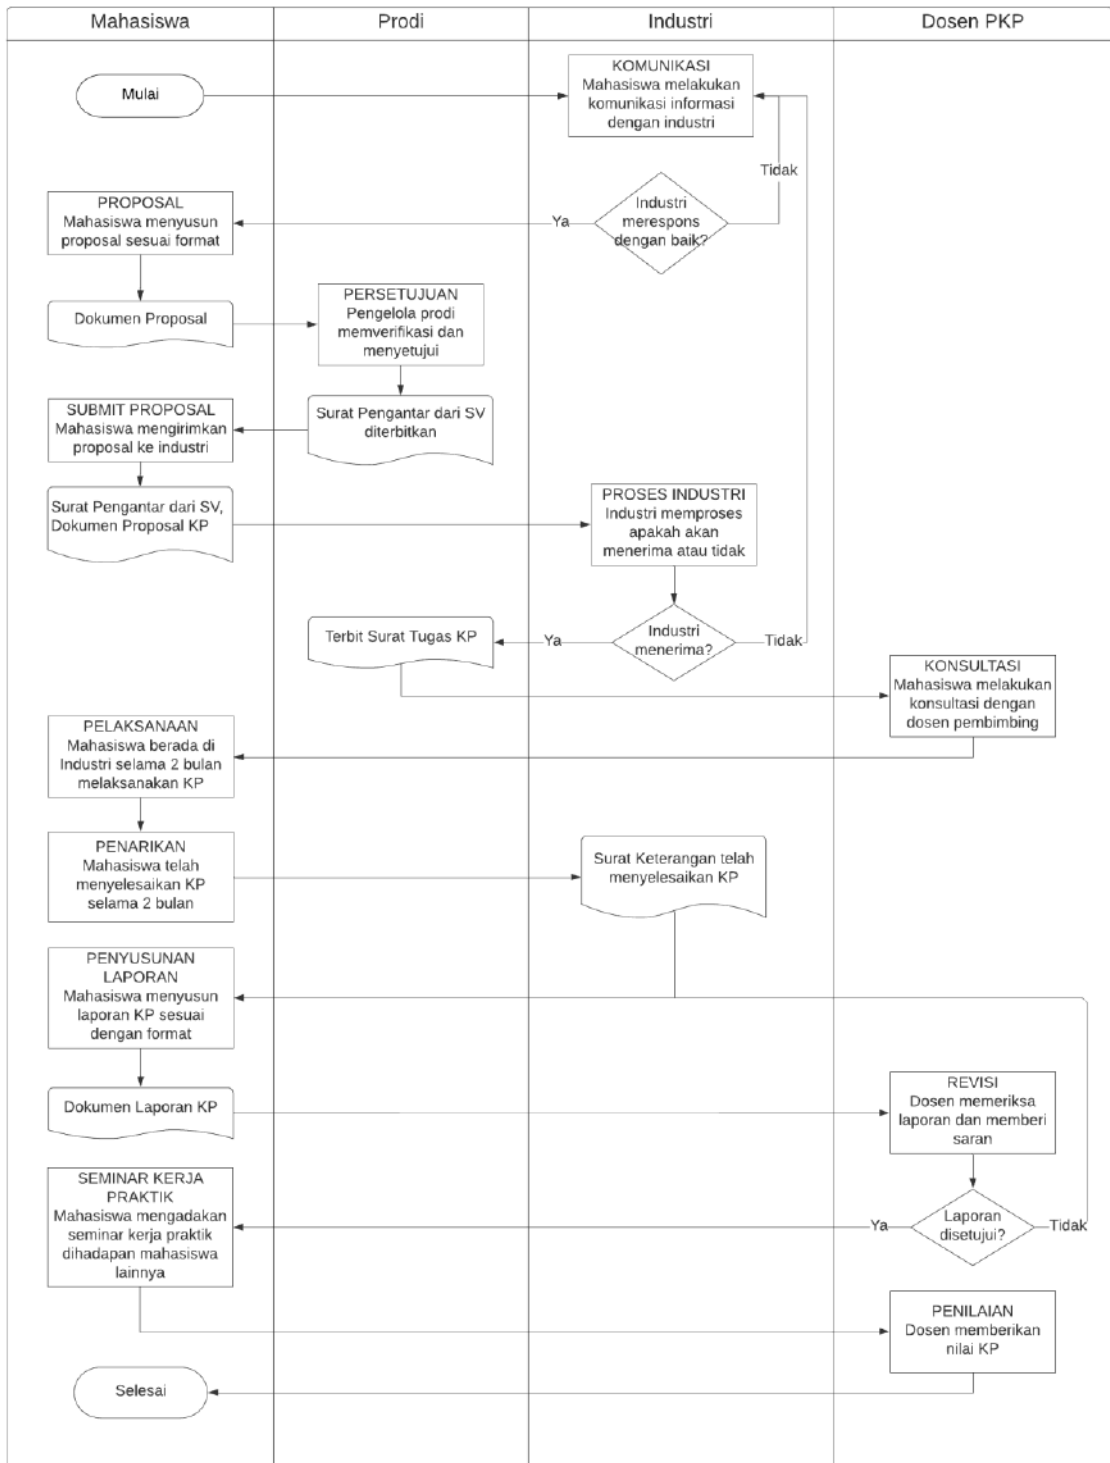 Mahasiswa
Prodi
Industri
Dosen PKP
Mulai
KOMUNIKASI
Mahasiswa melakukan
komunikasi informasi
dengan industri
Tidak
PROPOSAL
Mahasiswa menyusun
proposal sesuai format
Ya
Industri
merespons
dengan baik?
Dokumen Proposal
PERSETUJUAN
Pengelola prodi
memverifikasi dan
menyetujui
SUBMIT PROPOSAL
Mahasiswa mengirimkan
proposal ke industri
Surat Pengantar dari SV
diterbitkan
Surat Pengantar dari SV,
Dokumen Proposal KP
PROSES INDUSTRI
Industri memproses
apakah akan
menerima atau tidak
Terbit Surat Tugas KP
Ya
Industri
menerima?
Tidak
KONSULTASI
Mahasiswa melakukan
konsultasi dengan
dosen pembimbing
PELAKSANAAN
Mahasiswa berada di
Industri selama 2 bulan
melaksanakan KP
PENARIKAN
Mahasiswa telah
menyelesaikan KP
selama 2 bulan
Surat Keterangan telah
menyelesaikan KP
PENYUSUNAN
LAPORAN
Mahasiswa menyusun
laporan KP sesuai
dengan format
Dokumen Laporan KP
REVISI
Dosen memeriksa
laporan dan memberi
saran
SEMINAR KERJA
PRAKTIK
Mahasiswa mengadakan
seminar kerja praktik
dihadapan mahasiswa
lainnya
Ya
Laporan
disetujui?
Tidak
PENILAIAN
Dosen memberikan
nilai KP
Selesai